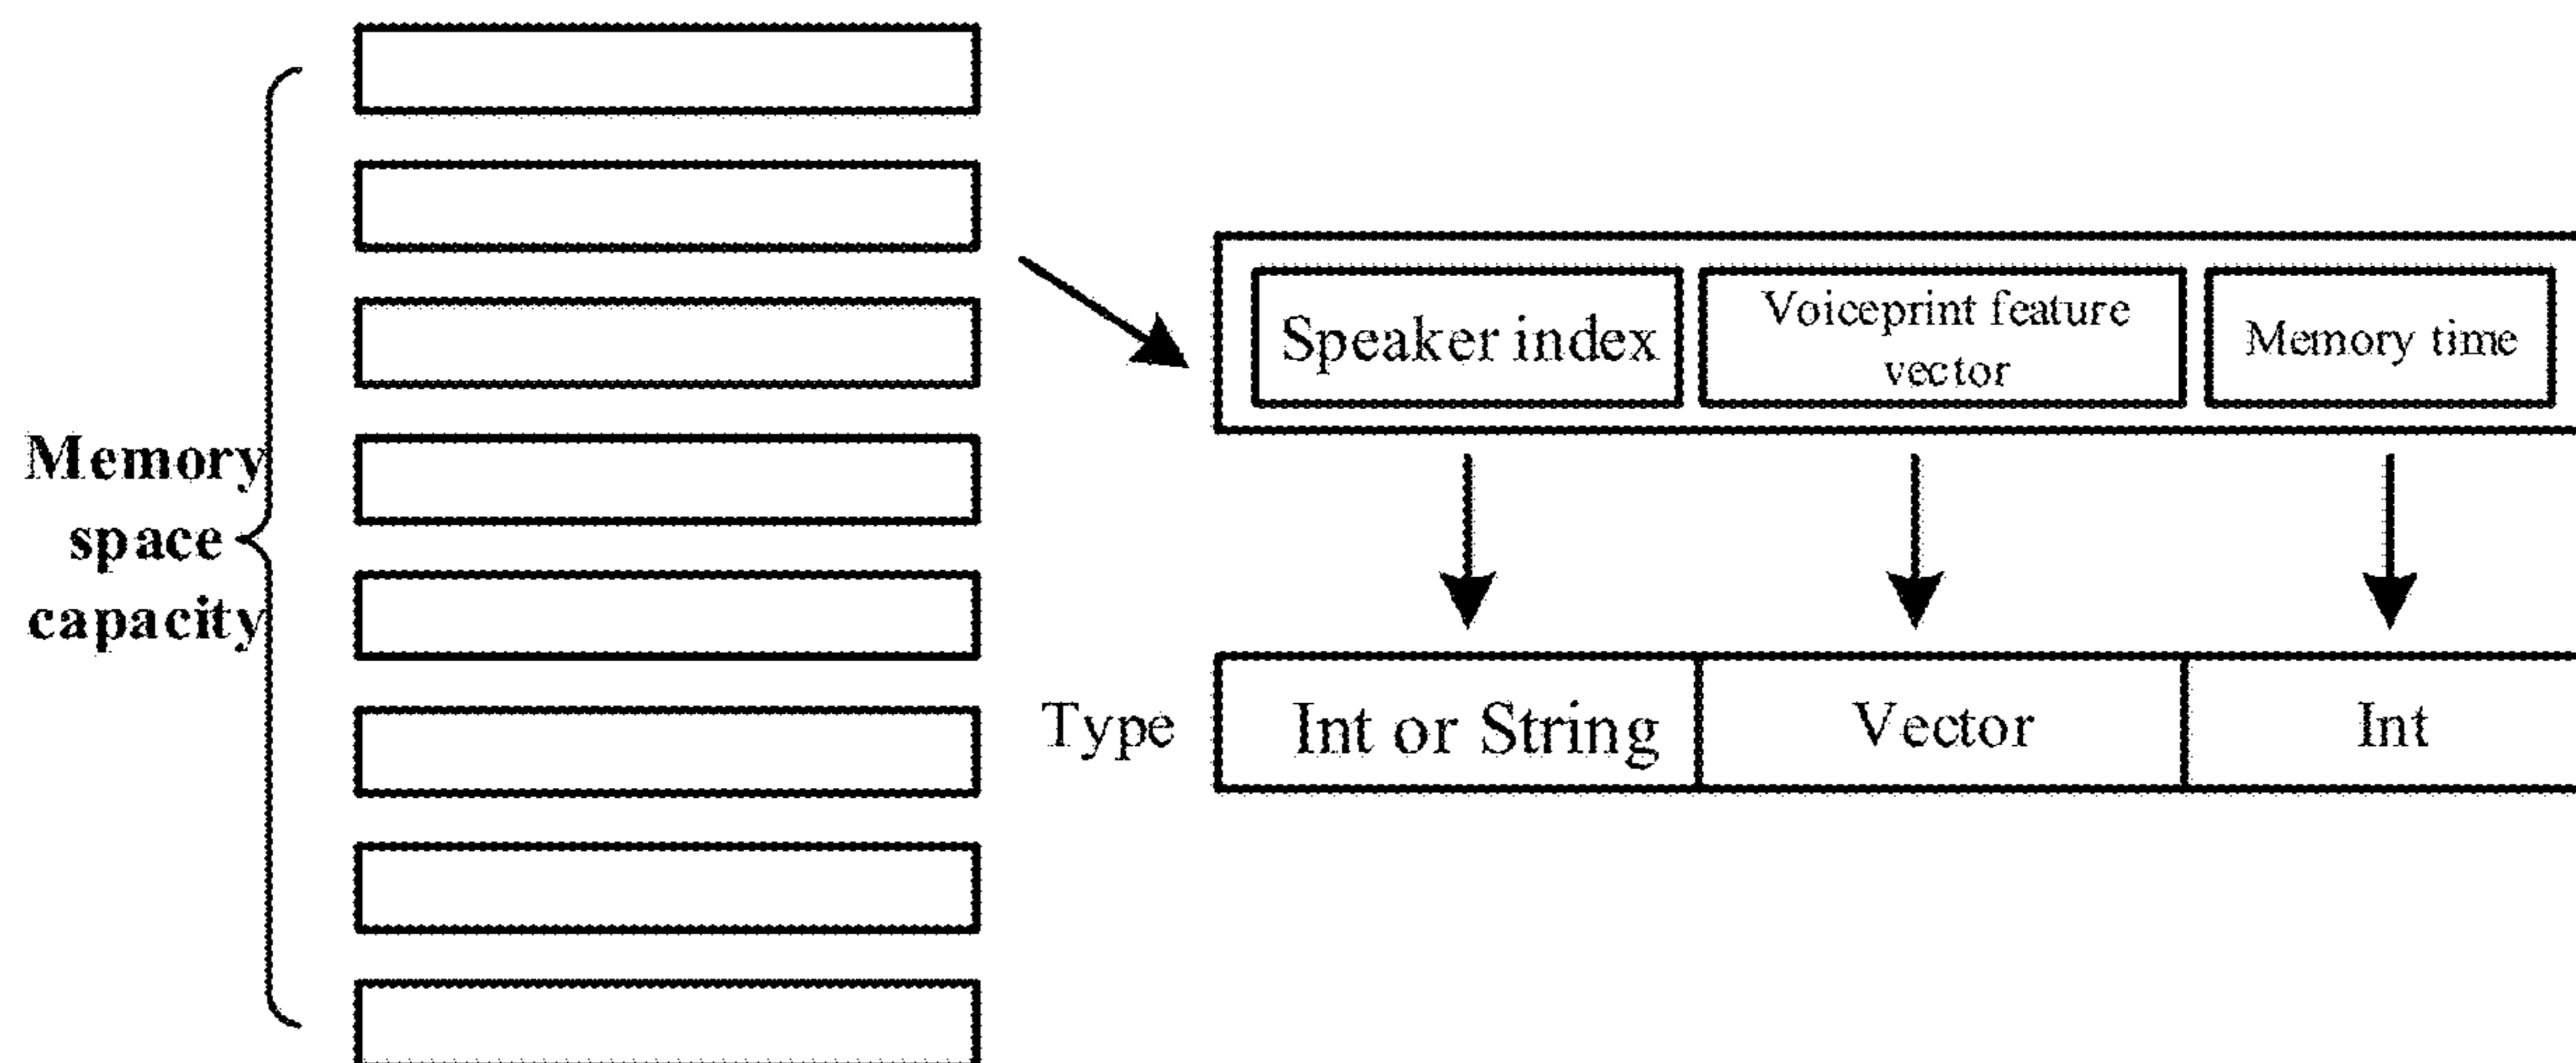 Memory
space
capacity
Speaker index
Voiceprint feature
vector
Memory time
Type
Int or String
Vector
Int